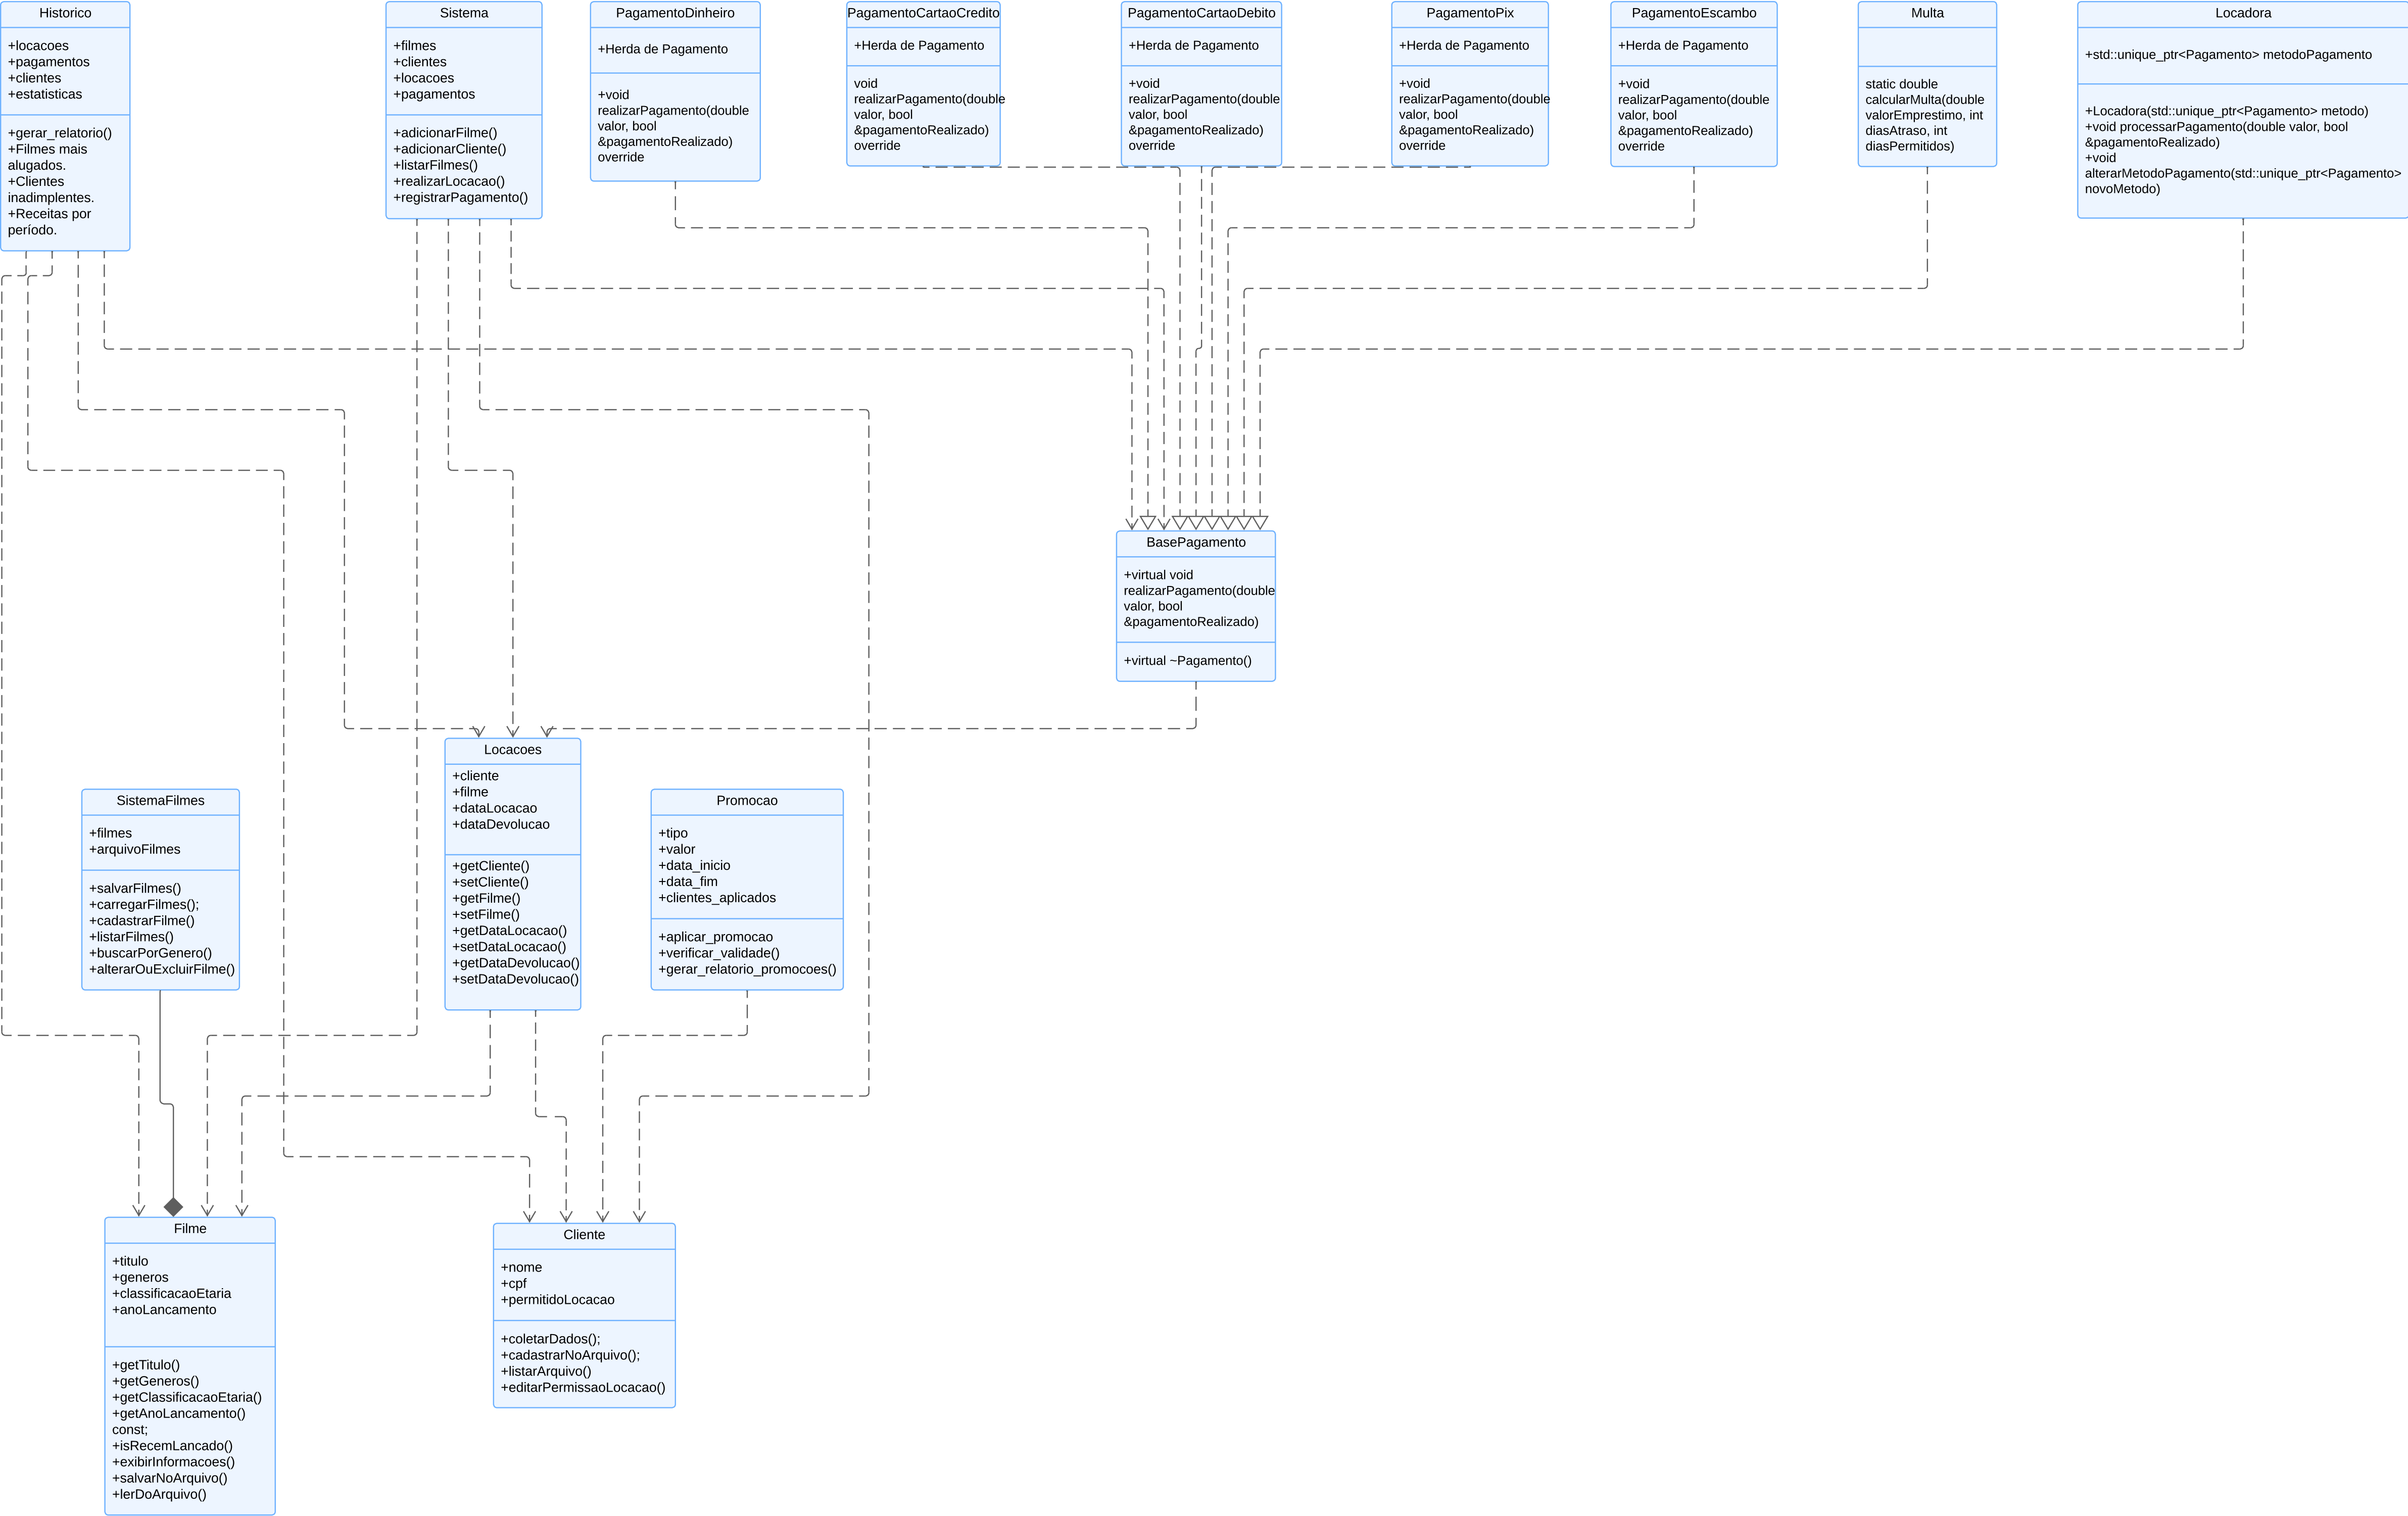 Historico
+locacoes
+pagamentos
+clientes
+estatisticas
+gerar_relatorio()
+Filmes mais
alugados.
+Clientes
inadimplentes.
+Receitas por
período.
Sistema
+filmes
+clientes
+locacoes
+pagamentos
+adicionarFilme()
+adicionarCliente()
+listarFilmes()
+realizarLocacao()
+registrarPagamento()
PagamentoDinheiro
+Herda de Pagamento
+void
realizarPagamento(double
valor, bool
&pagamentoRealizado)
override
PagamentoCartaoCredito
+Herda de Pagamento
void
realizarPagamento(double
valor, bool
&pagamentoRealizado)
override
PagamentoCartaoDebito
+Herda de Pagamento
+void
realizarPagamento(double
valor, bool
&pagamentoRealizado)
override
PagamentoPix
+Herda de Pagamento
+void
realizarPagamento(double
valor, bool
&pagamentoRealizado)
override
PagamentoEscambo
+Herda de Pagamento
+void
realizarPagamento(double
valor, bool
&pagamentoRealizado)
override
Multa
static double
calcularMulta(double
valorEmprestimo, int
diasAtraso, int
diasPermitidos)
Locadora
+std::unique_ptr<Pagamento> metodoPagamento
+Locadora(std::unique_ptr<Pagamento> metodo)
+void processarPagamento(double valor, bool
&pagamentoRealizado)
+void
alterarMetodoPagamento(std::unique_ptr<Pagamento>
novoMetodo)
BasePagamento
+virtual void
realizarPagamento(double
valor, bool
&pagamentoRealizado)
+virtual ~Pagamento()
Locacoes
+cliente
+filme
+dataLocacao
+dataDevolucao
+getCliente()
+setCliente()
+getFilme()
+setFilme()
+getDataLocacao()
+setDataLocacao()
+getDataDevolucao()
+setDataDevolucao()
SistemaFilmes
+filmes
+arquivoFilmes
+salvarFilmes()
+carregarFilmes();
+cadastrarFilme()
+listarFilmes()
+buscarPorGenero()
+alterarOuExcluirFilme()
Promocao
+tipo
+valor
+data_inicio
+data_fim
+clientes_aplicados
+aplicar_promocao
+verificar_validade()
+gerar_relatorio_promocoes()
Filme
+titulo
+generos
+classificacaoEtaria
+anoLancamento
+getTitulo()
+getGeneros()
+getClassificacaoEtaria()
+getAnoLancamento()
const;
+isRecemLancado()
+exibirInformacoes()
+salvarNoArquivo()
+lerDoArquivo()
Cliente
+nome
+cpf
+permitidoLocacao
+coletarDados();
+cadastrarNoArquivo();
+listarArquivo()
+editarPermissaoLocacao()